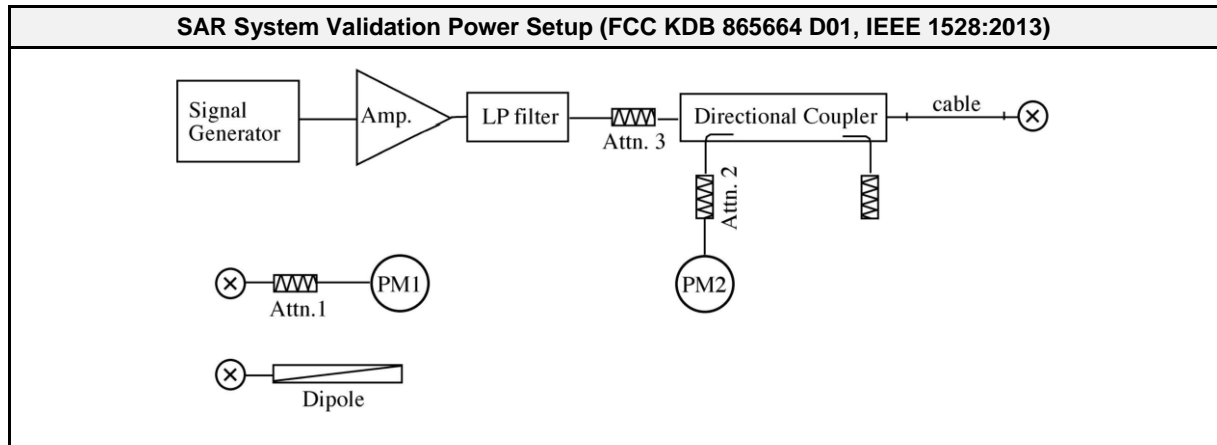 SAR System Validation Power Setup (FCC KDB 865664 D01, IEEE 1528:2013)
Signal
Generator
Amp.
LP filter
Attn. 3
Directional Coupler
cable
Attn. 2
PM2
PM1
Attn.1
Dipole